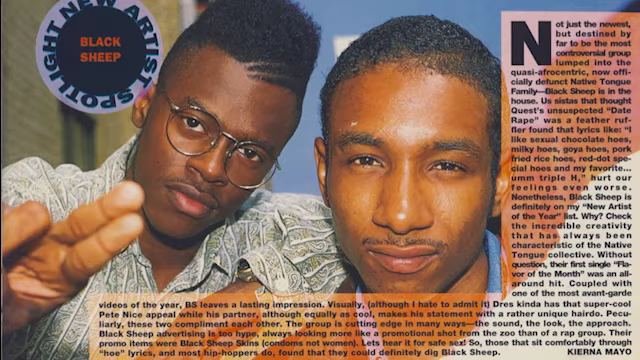 SPOTLIGHT NEW ARTIST
BLACK
SHEEP
Not just the newest,
but destined by
far to be the most
controversial group
lumped into the
quasi-afrocentric, now offi-
cially defunct Native Tongue
Family—Black Sheep is in the
house. Us sistas that thought
Quest's unsuspected "Date
Rape" was a feather ruf-
fler found that lyrics like: "I
like sexual chocolate hoes,
milky hoes, goya hoes, pork
fried rice hoes, red-dot spe-
cial hoes and my favorite...
umm triple H," hurt our
feelings even worse.
Nonetheless, Black Sheep is
definitely on my "New Artist
of the Year" list. Why? Check
the incredible creativity
that has always been
characteristic of the Native
Tongue collective. Without
question, their first single "Fla-
vor of the Month" was an all-
around hit. Coupled with
one of the most avant-garde
videos of the year, BS leaves a lasting impression. Visually, (although I hate to admit it) Dres kinda has that super-cool
Pete Nice appeal while his partner, although equally as cool, makes his statement with a rather unique hairdo. Pecu-
liarly, these two compliment each other. The group is cutting edge in many ways—the sound, the look, the approach.
Black Sheep advertising is too hype, always looking more like a promotional shot from the zoo than of a rap group. Their
promo items were Black Sheep Skins (condoms not women). Lets hear it for safe sex! So, those that sit comfortably through
"hoe" lyrics, and most hip-hoppers do, found that they could definitely dig Black Sheep. KIERNA MAYO